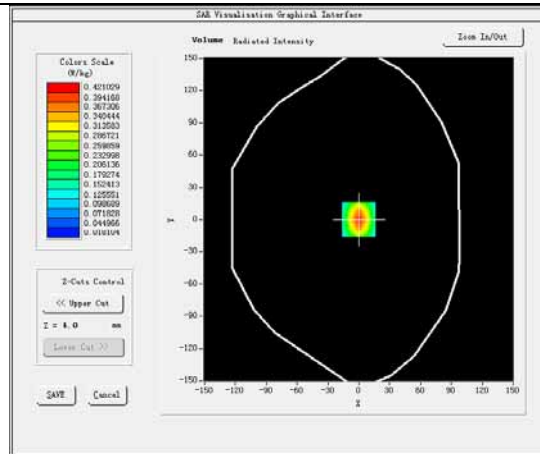 SAR Visualisation Graphical Interface
Volume Radiated Intensity
Zoom In/Out
Colors Scale
(W/kg)
0.421029
0.394168
0.367306
0.340444
0.313583
0.286721
0.259859
0.232998
0.206136
0.179274
0.152413
0.125551
0.098689
0.071828
0.044966
0.018104
150
120
90
60
30
0
-30
-60
-90
-120
-150
Y
-150 -120 -90 -60 -30 0 30 60 90 120 150
X
Z-Cuts Control
<< Upper Cut
Z = 4.0 mm
Lower Cut >>
SAVE Cancel